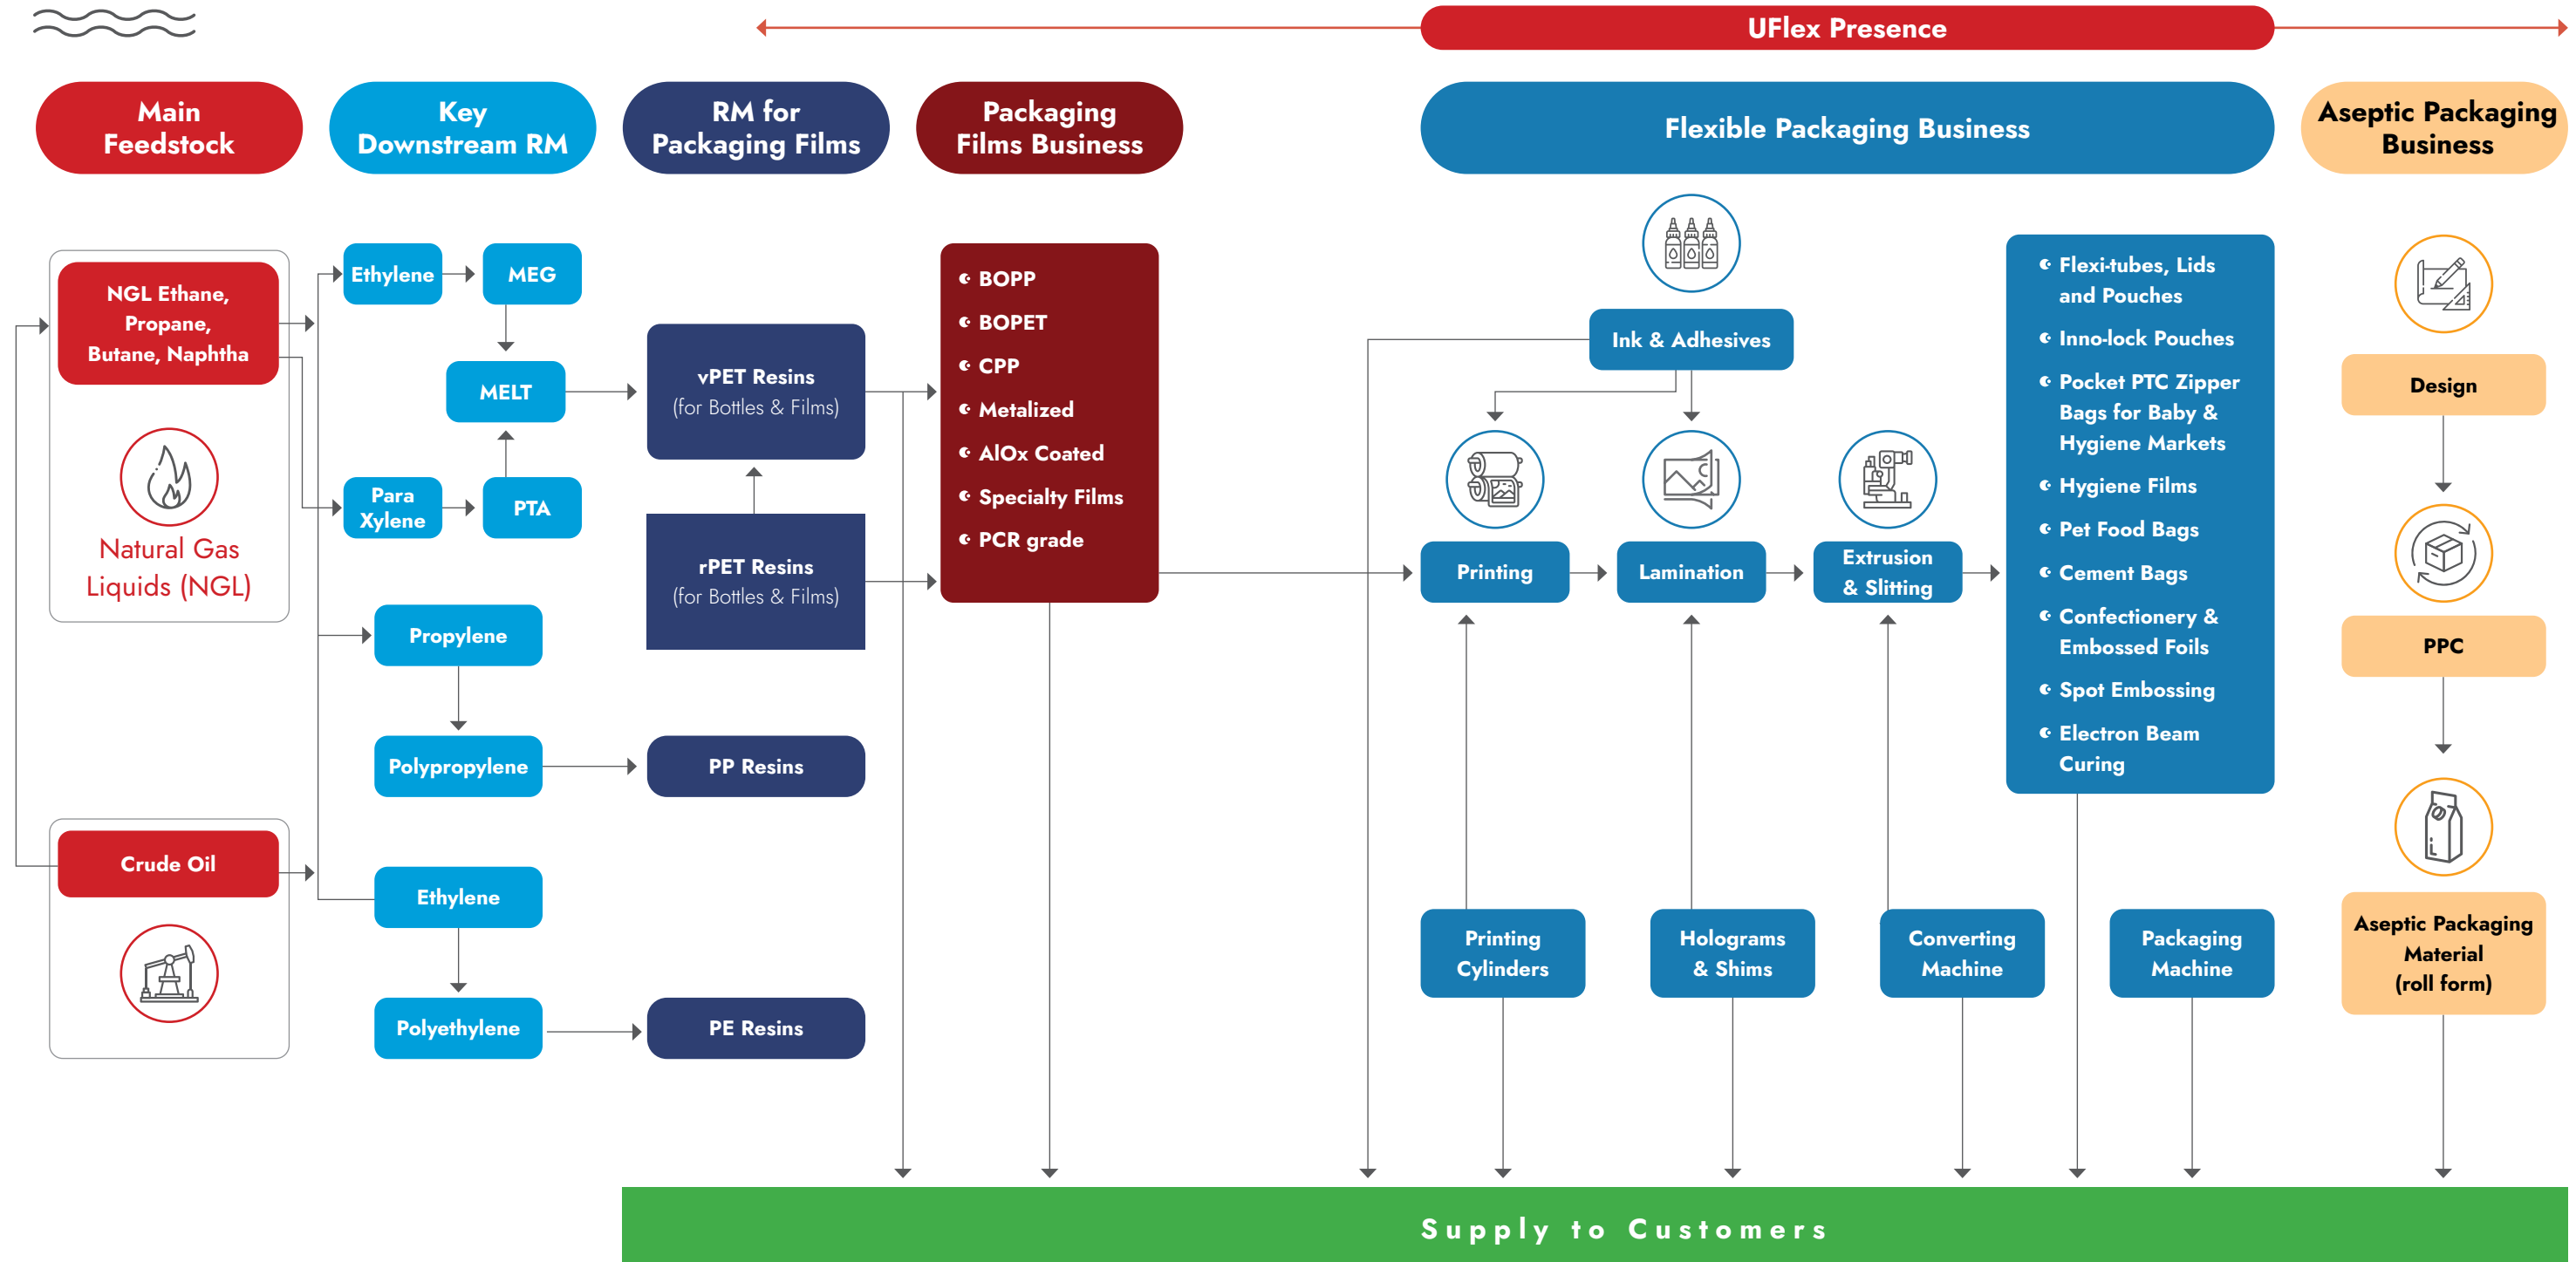 UFlex Presence
Main
Feedstock
Key
Downstream RM
RM for
Packaging Films
Packaging
Films Business
Flexible Packaging Business
Aseptic Packaging
Business
NGL Ethane,
Propane,
Butane, Naphtha
Natural Gas
Liquids (NGL)
Crude Oil
Ethylene
MEG
MELT
Para
Xylene
PTA
Propylene
Polypropylene
Ethylene
Polyethylene
vPET Resins
(for Bottles & Films)
rPET Resins
(for Bottles & Films)
PP Resins
PE Resins
BOPP
BOPET
CPP
Metalized
AlOx Coated
Specialty Films
PCR grade
Ink & Adhesives
Printing
Lamination
Extrusion
& Slitting
Printing
Cylinders
Holograms
& Shims
Converting
Machine
Packaging
Machine
Flexi-tubes, Lids
and Pouches
Inno-lock Pouches
Pocket PTC Zipper
Bags for Baby &
Hygiene Markets
Hygiene Films
Pet Food Bags
Cement Bags
Confectionery &
Embossed Foils
Spot Embossing
Electron Beam
Curing
Design
PPC
Aseptic Packaging
Material
(roll form)
Supply to Customers